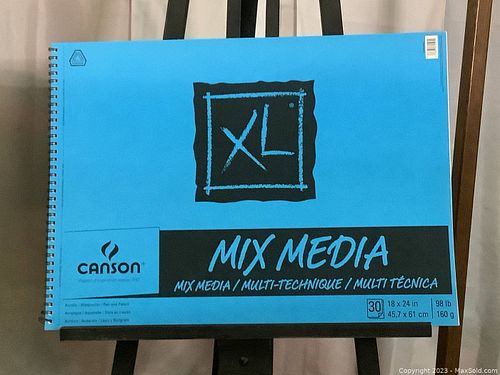 XL
MIX MEDIA
CANSON
MIX MEDIA / MULTI-TECHNIQUE / MULTI TÉCNICA
30
18 x 24 in
98 lb
45,7 x 61 cm
160 g
Copyright 2023 - MaxSold.com